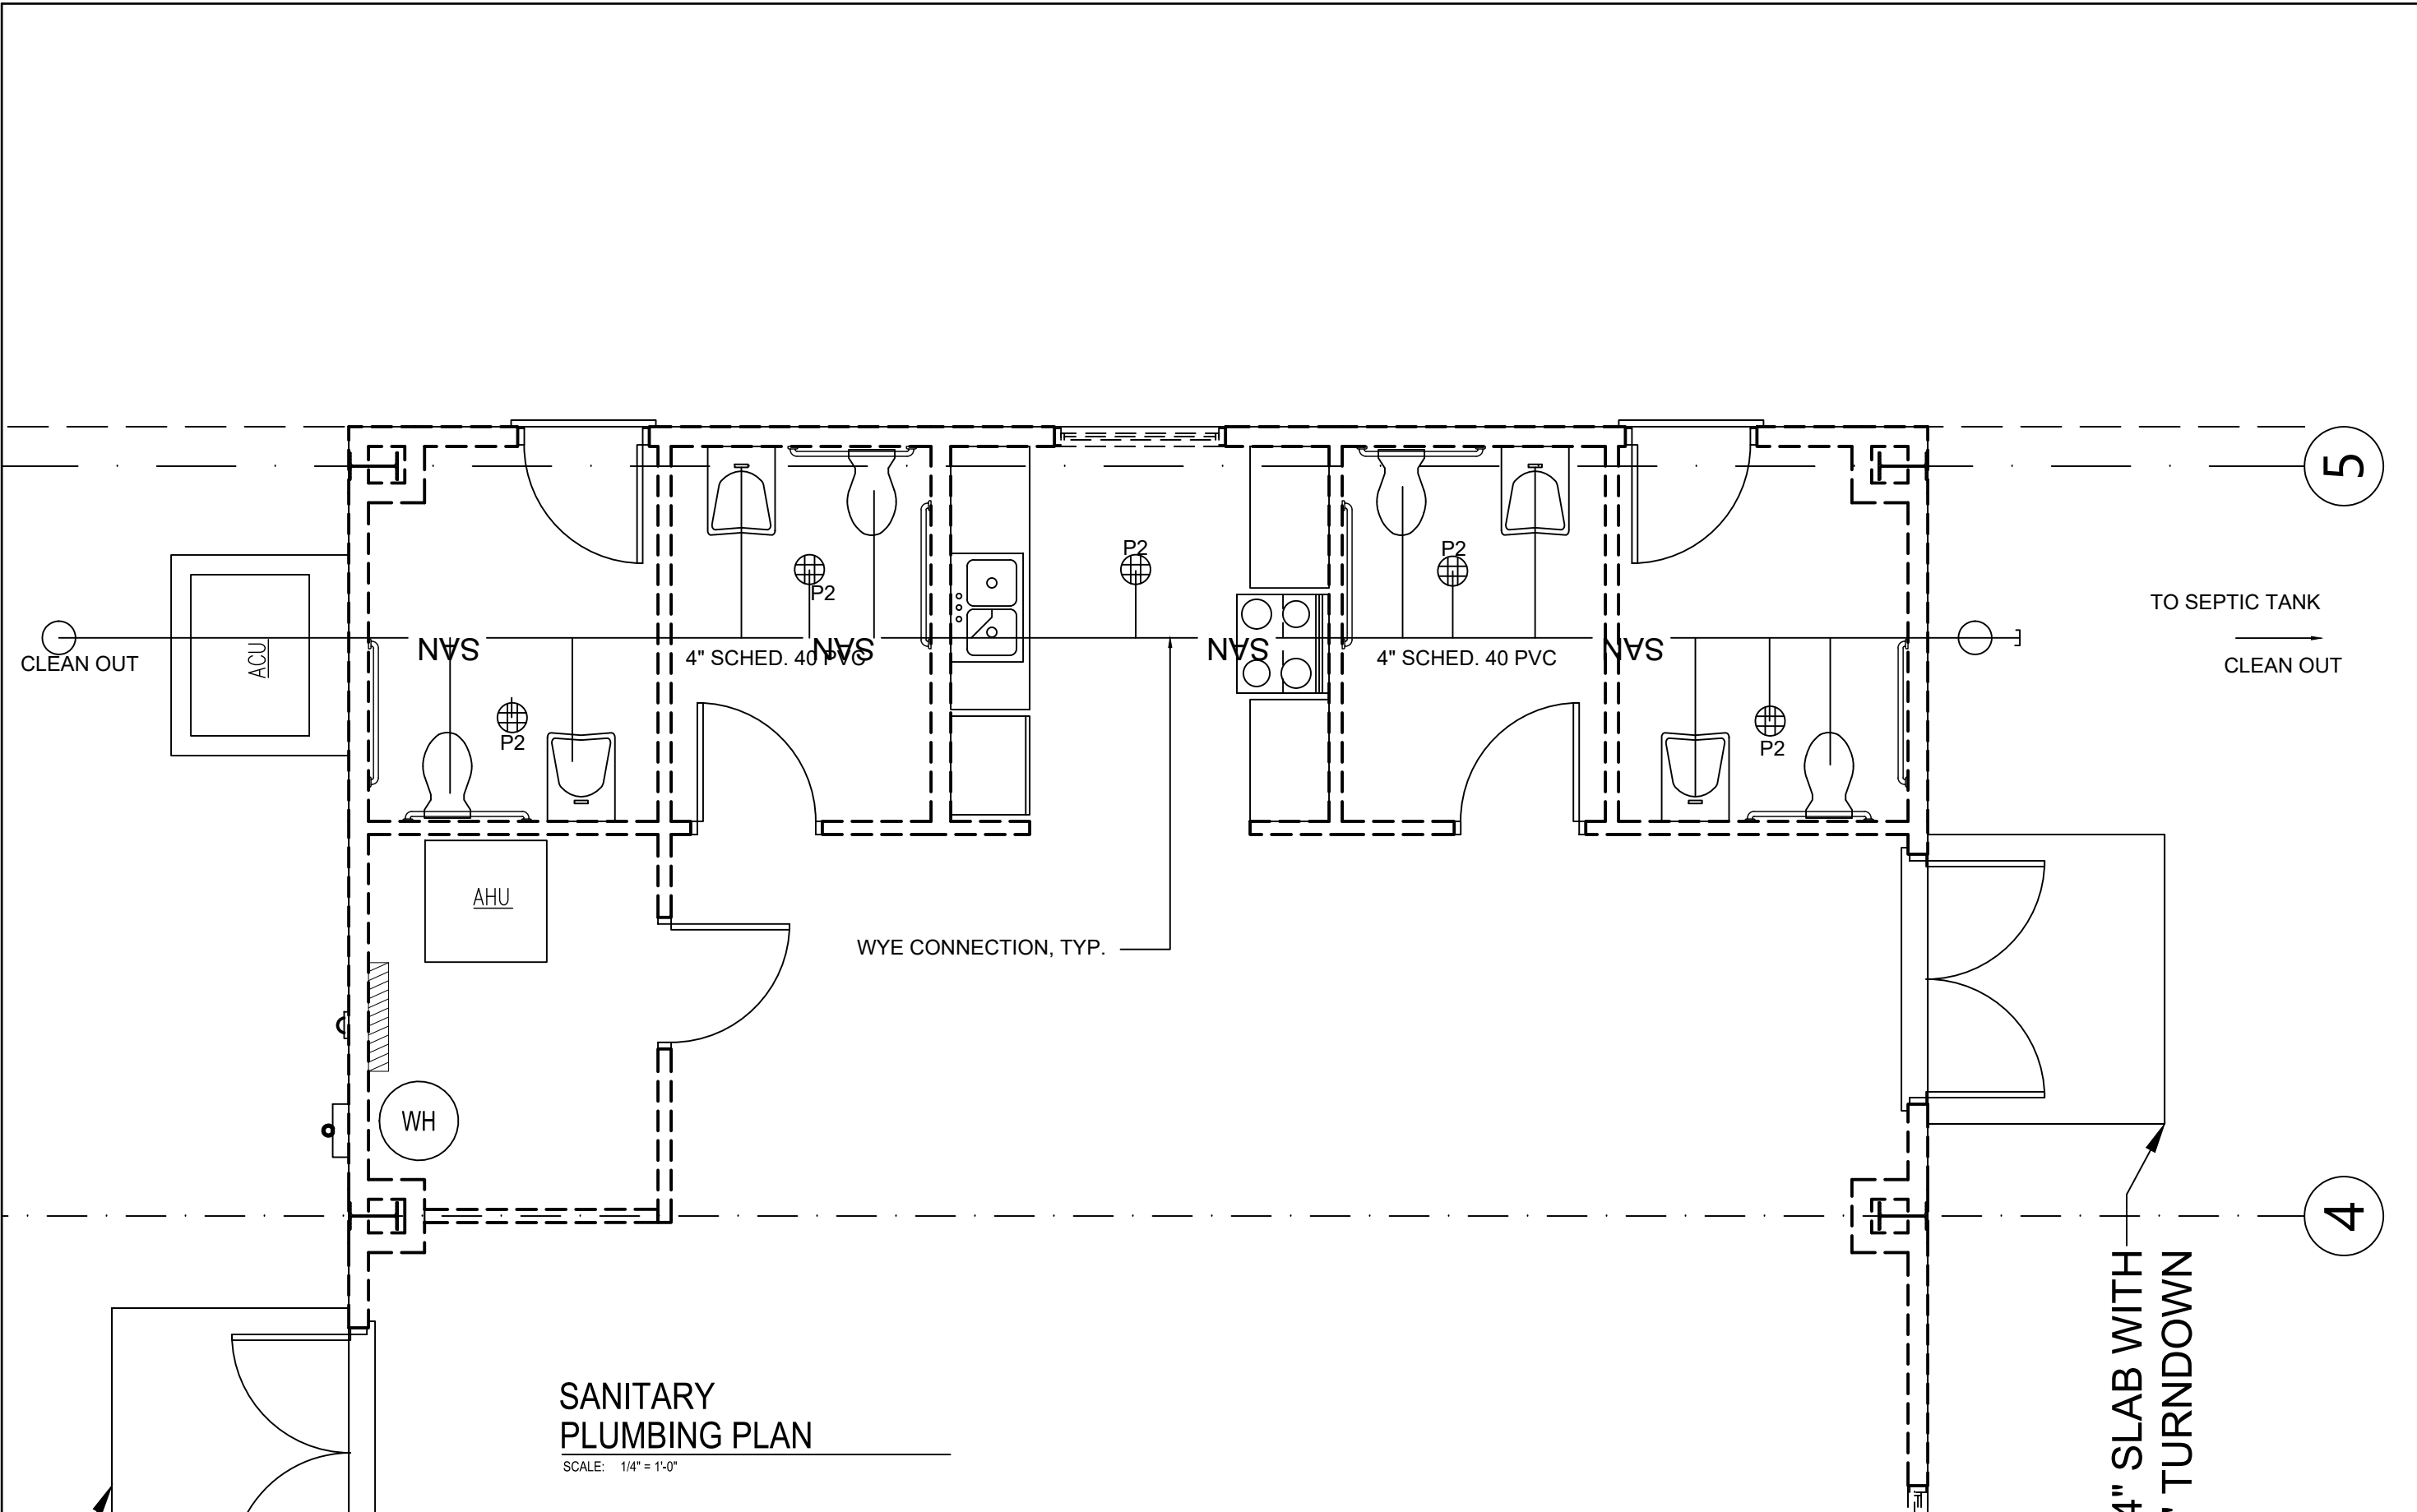 5
P2
P2
P2
P2
TO SEPTIC TANK
CLEAN OUT
CLEAN OUT
ACU
SAN
4" SCHED. 40 PVC
SAN
SAN
4" SCHED. 40 PVC
SAN
P2
P2
AHU
WYE CONNECTION, TYP.
WH
4
4" SLAB WITH
" TURNDOWN
SANITARY
PLUMBING PLAN
SCALE: 1/4" = 1'-0"